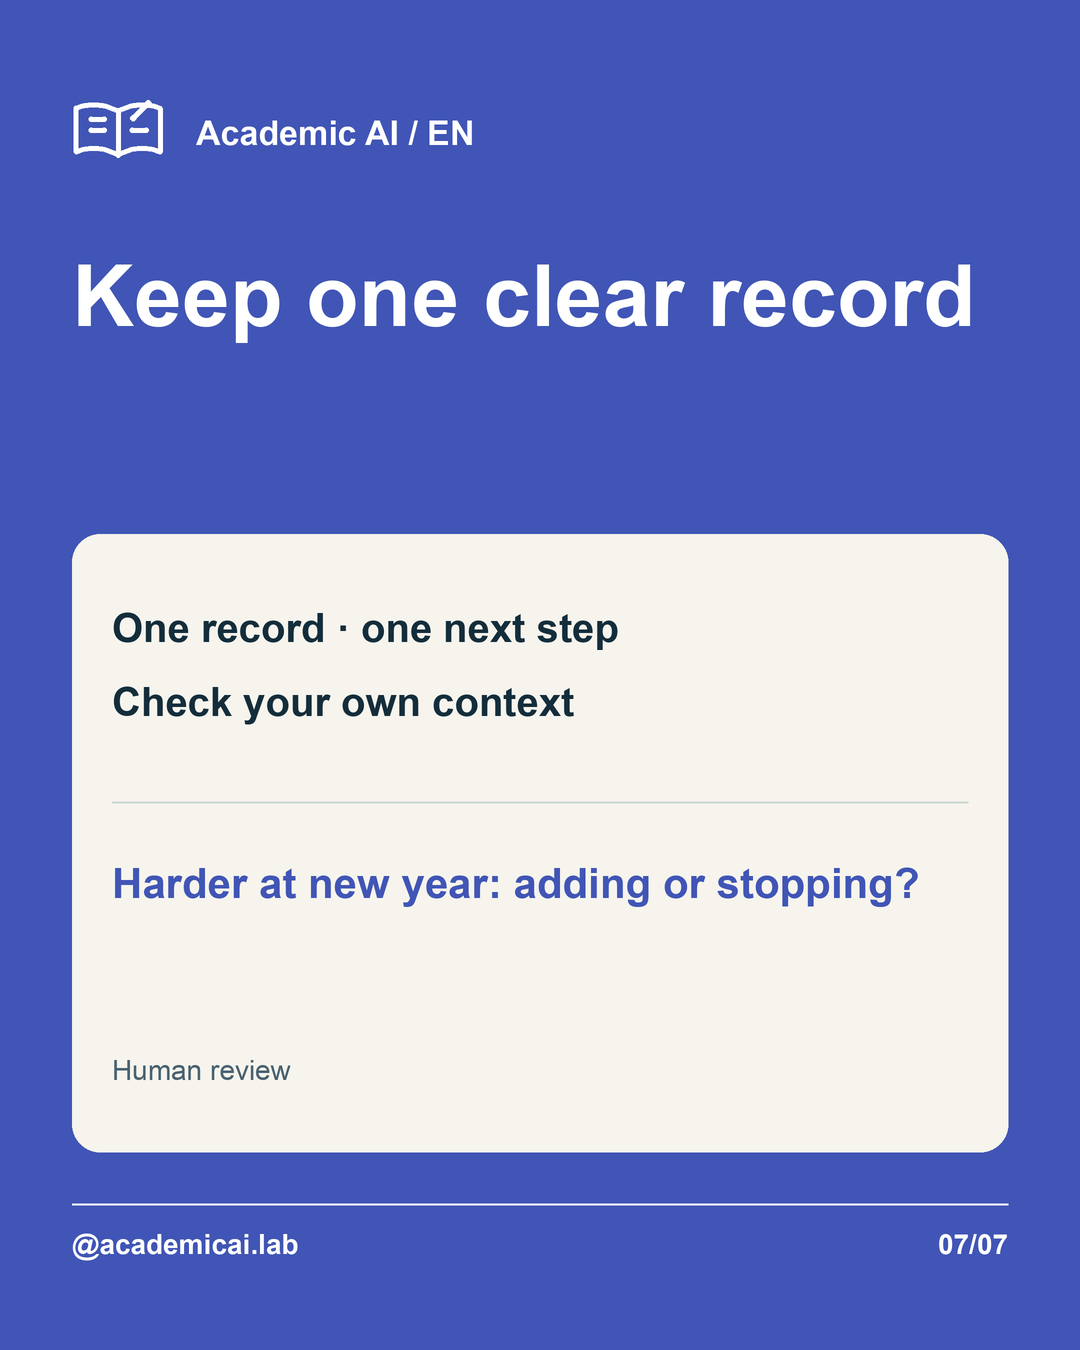 Academic AI / EN
Keep one clear record
One record · one next step
Check your own context
Harder at new year: adding or stopping?
Human review
@academicai.lab
07/07